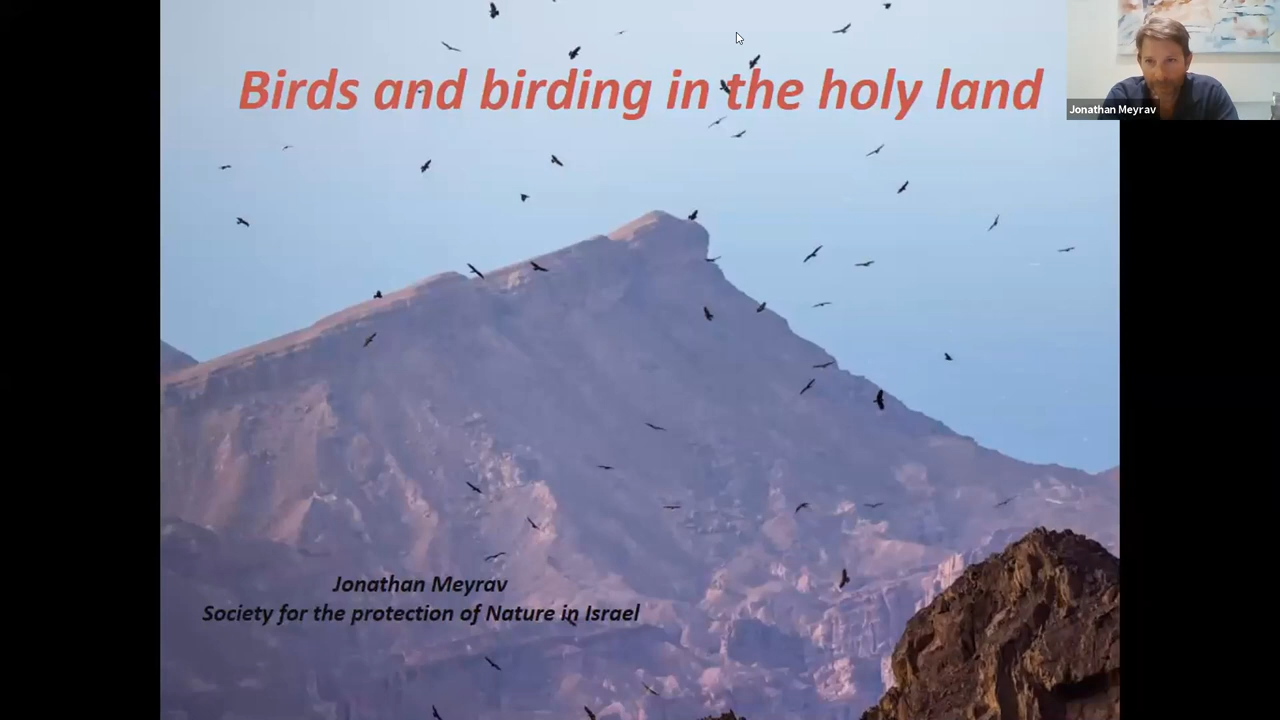 Birds and birding in the holy land
Jonathan Meyrav
Jonathan Meyrav
Society for the protection of Nature in Israel